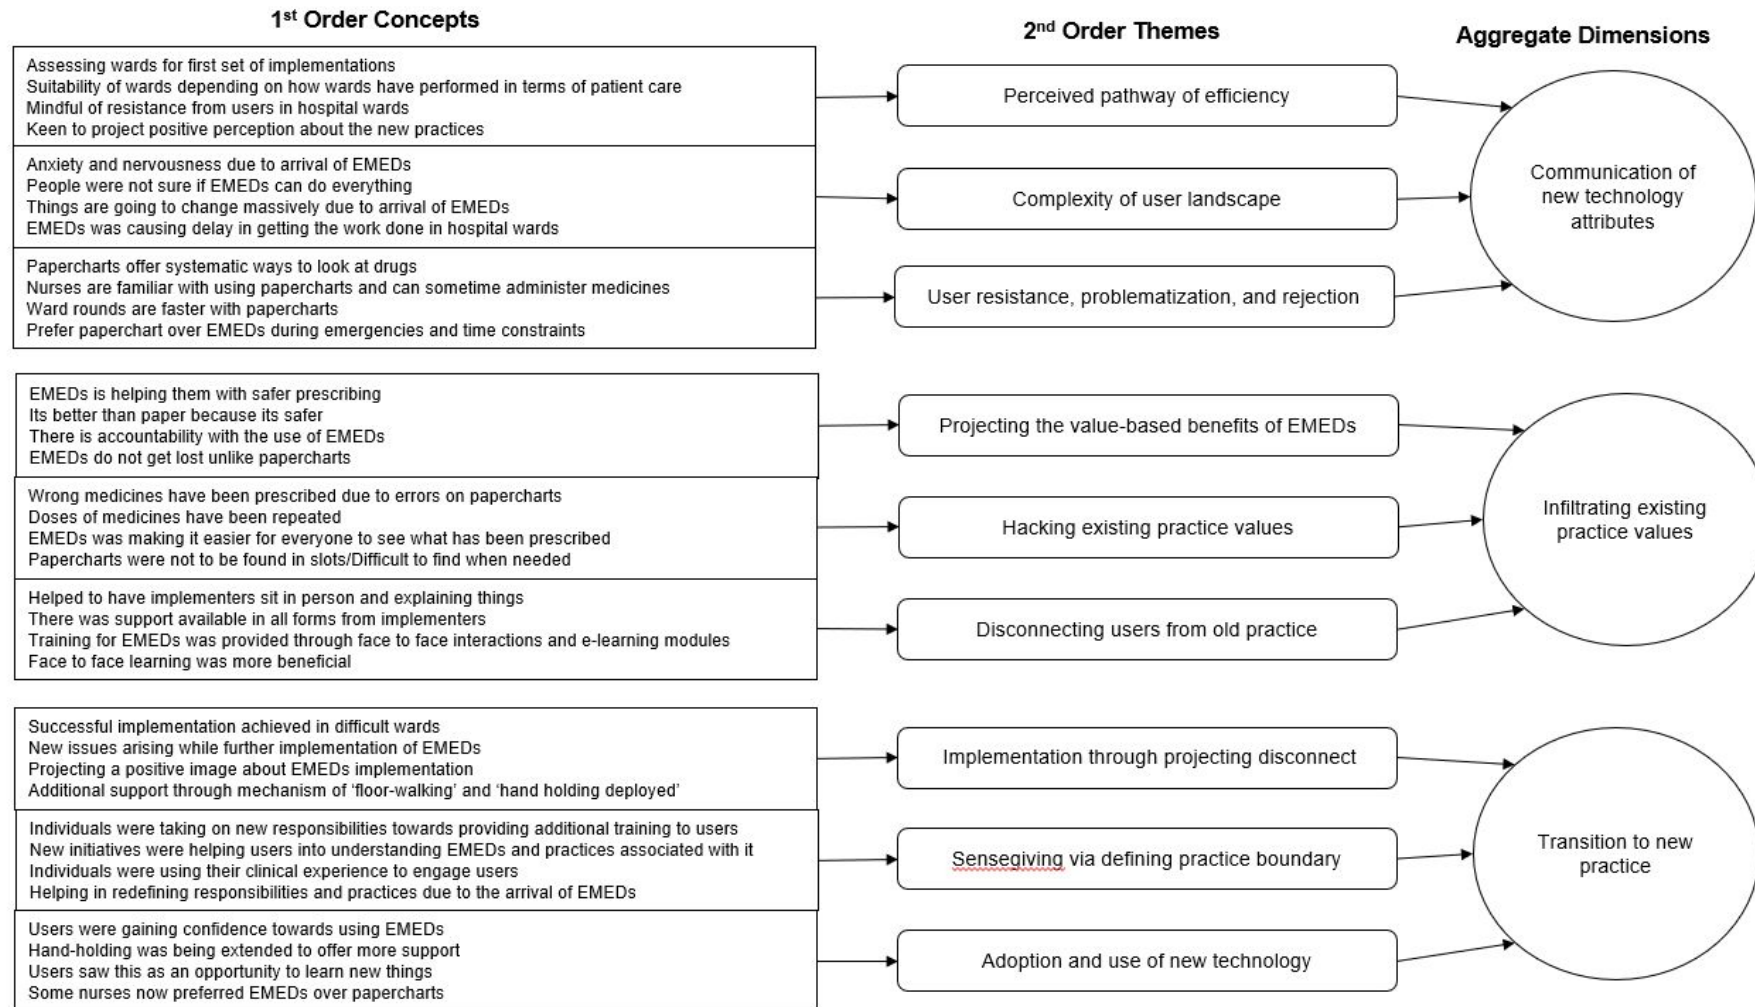 1st Order Concepts
2nd Order Themes
Aggregate Dimensions
Assessing wards for first set of implementations
Suitability of wards depending on how wards have performed in terms of patient care
Mindful of resistance from users in hospital wards
Keen to project positive perception about the new practices
Perceived pathway of efficiency
Anxiety and nervousness due to arrival of EMEDs
People were not sure if EMEDs can do everything
Things are going to change massively due to arrival of EMEDs
EMEDs was causing delay in getting the work done in hospital wards
Complexity of user landscape
Papercharts offer systematic ways to look at drugs
Nurses are familiar with using papercharts and can sometime administer medicines
Ward rounds are faster with papercharts
Prefer paperchart over EMEDs during emergencies and time constraints
User resistance, problematization, and rejection
Communication of
new technology
attributes
EMEDs is helping them with safer prescribing
Its better than paper because its safer
There is accountability with the use of EMEDs
EMEDs do not get lost unlike papercharts
Projecting the value-based benefits of EMEDs
Wrong medicines have been prescribed due to errors on papercharts
Doses of medicines have been repeated
EMEDs was making it easier for everyone to see what has been prescribed
Papercharts were not to be found in slots/Difficult to find when needed
Hacking existing practice values
Helped to have implementers sit in person and explaining things
There was support available in all forms from implementers
Training for EMEDs was provided through face to face interactions and e-learning modules
Face to face learning was more beneficial
Disconnecting users from old practice
Infiltrating existing
practice values
Successful implementation achieved in difficult wards
New issues arising while further implementation of EMEDs
Projecting a positive image about EMEDs implementation
Additional support through mechanism of ‘floor-walking’ and ‘hand holding deployed’
Implementation through projecting disconnect
Individuals were taking on new responsibilities towards providing additional training to users
New initiatives were helping users into understanding EMEDs and practices associated with it
Individuals were using their clinical experience to engage users
Helping in redefining responsibilities and practices due to the arrival of EMEDs
Sensegiving via defining practice boundary
Users were gaining confidence towards using EMEDs
Hand-holding was being extended to offer more support
Users saw this as an opportunity to learn new things
Some nurses now preferred EMEDs over papercharts
Adoption and use of new technology
Transition to new
practice